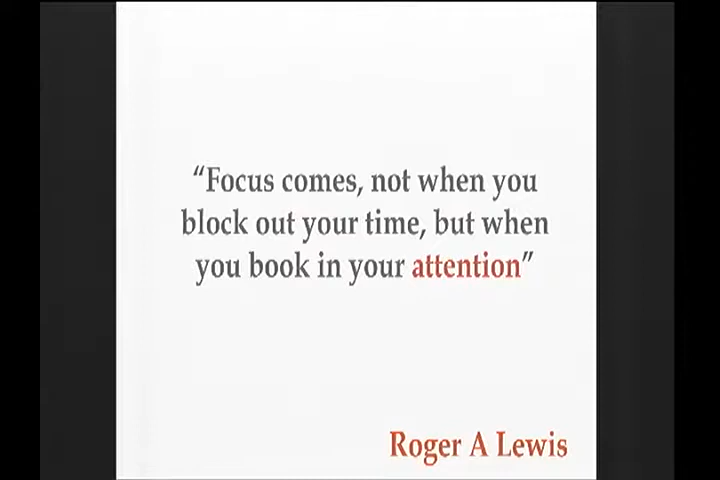 “Focus comes, not when you
block out your time, but when
you book in your attention”
Roger A Lewis